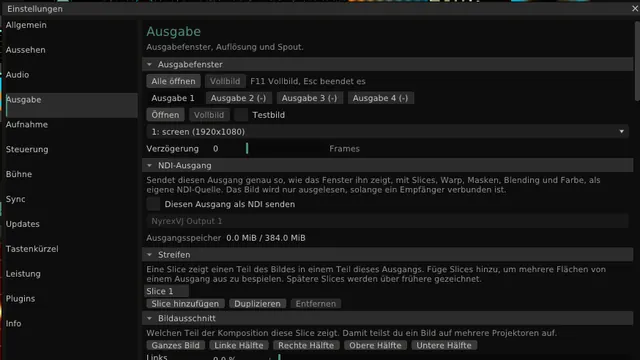 Einstellungen
Allgemein
Aussehen
Audio
Ausgabe
Aufnahme
Steuerung
Bühne
Sync
Updates
Tastenkürzel
Leistung
Plugins
Info
Ausgabe
Ausgabefenster, Auflösung und Spout.
Ausgabefenster
Alle öffnen Vollbild F11 Vollbild, Esc beendet es
Ausgabe 1 Ausgabe 2 (-) Ausgabe 3 (-) Ausgabe 4 (-)
Öffnen Vollbild Testbild
1: screen (1920x1080)
Verzögerung 0 Frames
NDI-Ausgang
Sendet diesen Ausgang genau so, wie das Fenster ihn zeigt, mit Slices, Warp, Masken, Blending und Farbe, als
eigene NDI-Quelle. Das Bild wird nur ausgelesen, solange ein Empfänger verbunden ist.
Diesen Ausgang als NDI senden
NyrexVJ Output 1
Ausgangsspeicher 0.0 MiB / 384.0 MiB
Streifen
Eine Slice zeigt einen Teil des Bildes in einem Teil dieses Ausgangs. Füge Slices hinzu, um mehrere Flächen von
einem Ausgang aus zu bespielen. Spätere Slices werden über frühere gezeichnet.
Slice 1
Slice hinzufügen Duplizieren Entfernen
Bildausschnitt
Welchen Teil der Komposition diese Slice zeigt. Damit teilst du ein Bild auf mehrere Projektoren auf.
Ganzes Bild Linke Hälfte Rechte Hälfte Obere Hälfte Untere Hälfte
Links 0.0 %